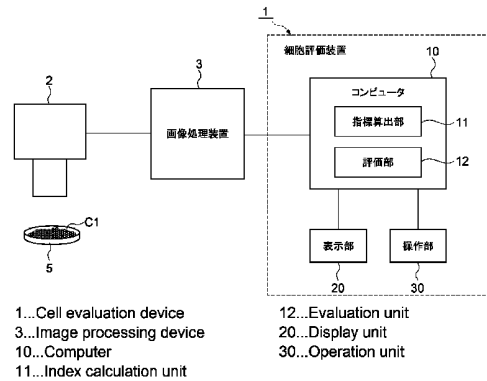 1
細胞評価装置
2
3
10
コンピュータ
画像処理装置
指標算出部
11
評価部
12
C1
5
表示部
操作部
20
30
1...Cell evaluation device
3...Image processing device
10...Computer
11...Index calculation unit
12...Evaluation unit
20...Display unit
30...Operation unit